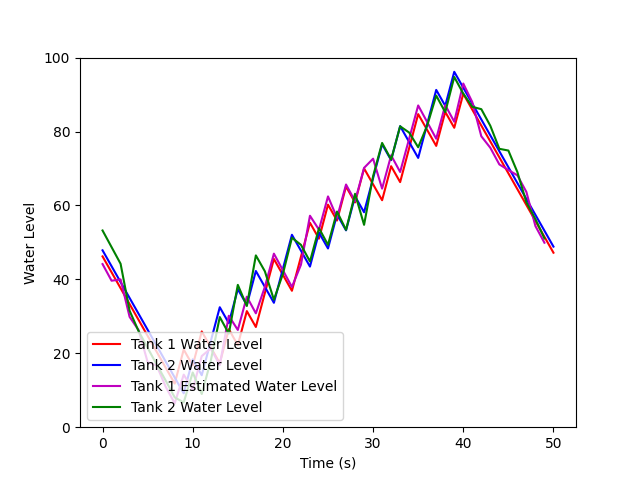 100
80
60
40
20
0
Water Level
Tank 1 Water Level
Tank 2 Water Level
Tank 1 Estimated Water Level
Tank 2 Water Level
0 10 20 30 40 50
Time (s)